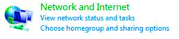 Network and Internet
View network status and tasks
Choose homegroup and sharing options